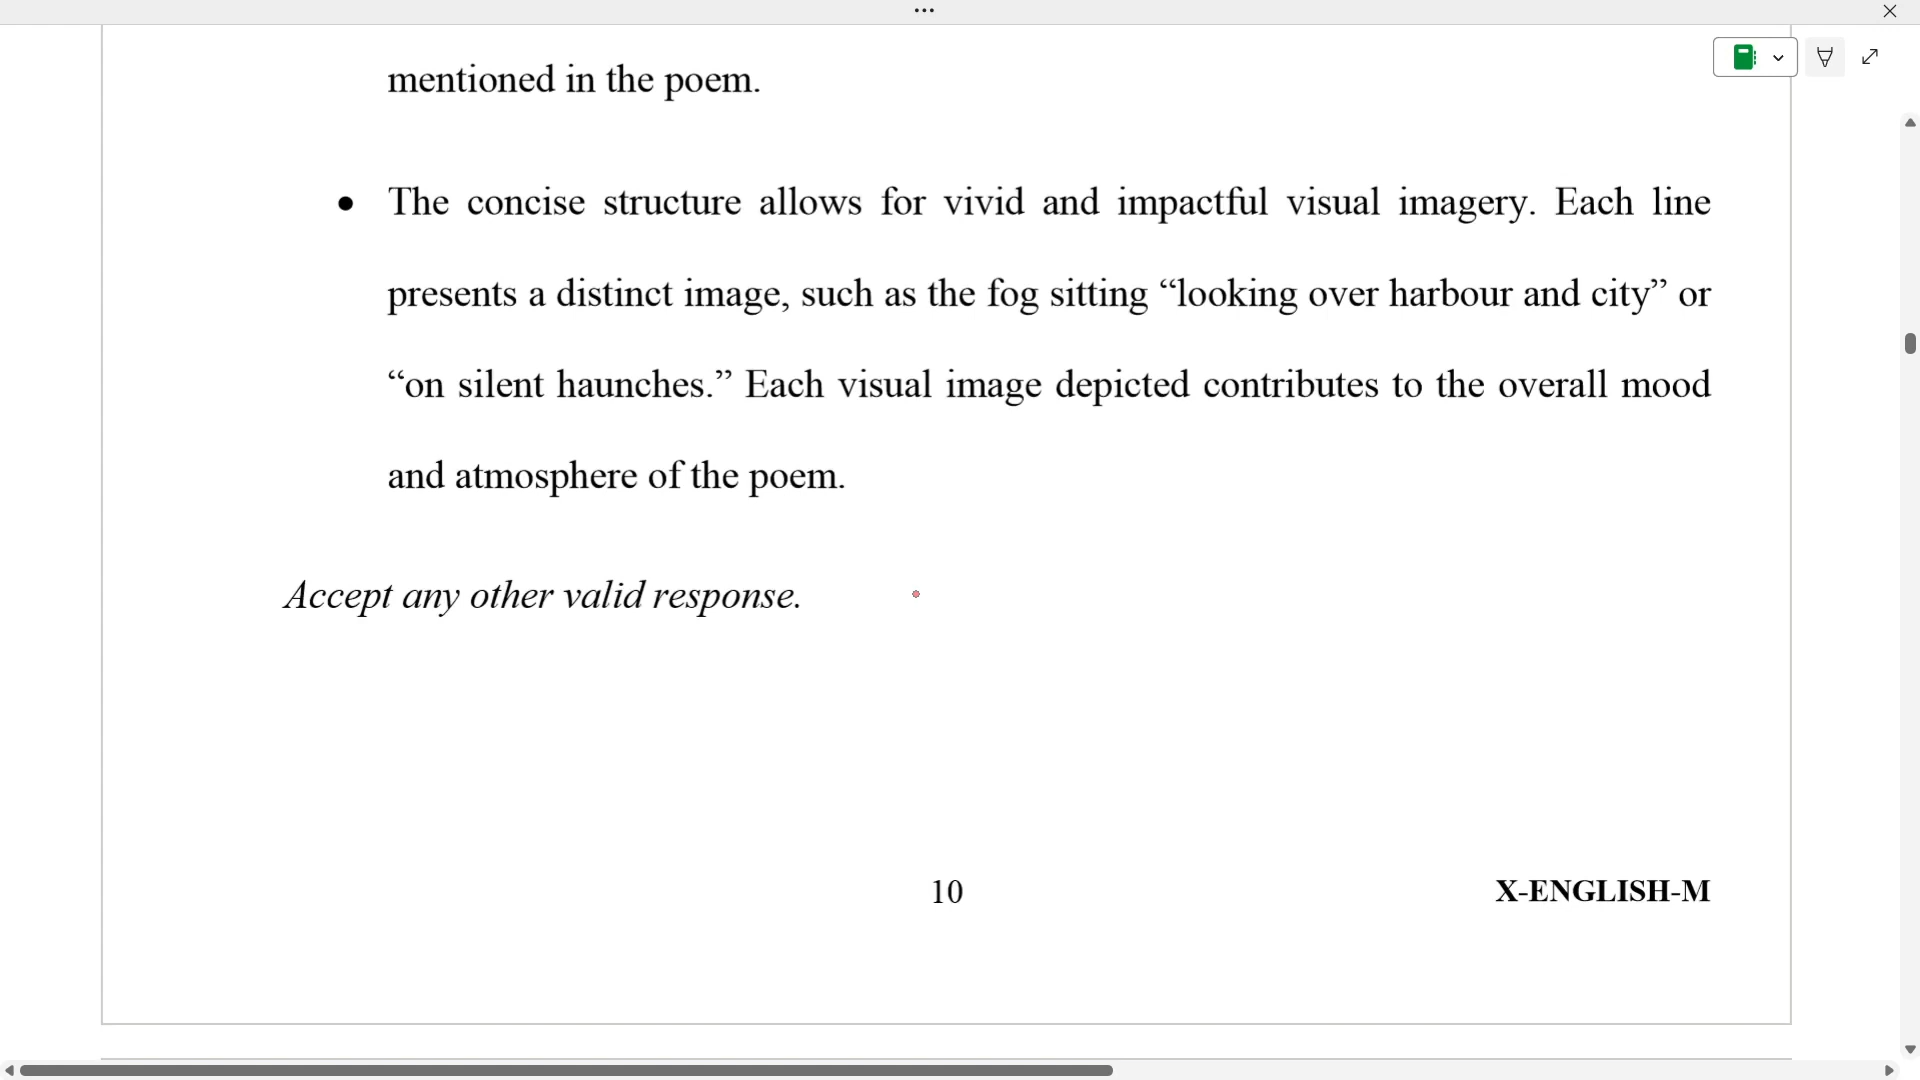 mentioned in the poem.
• The concise structure allows for vivid and impactful visual imagery. Each line
presents a distinct image, such as the fog sitting “looking over harbour and city” or
“on silent haunches.” Each visual image depicted contributes to the overall mood
and atmosphere of the poem.
Accept any other valid response.
10
X-ENGLISH-M